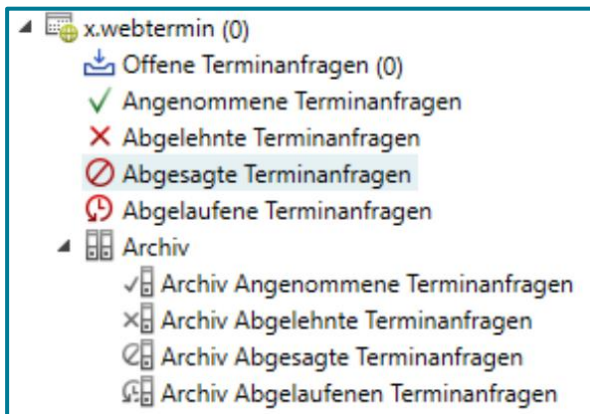 x.webtermin (0)
Offene Terminanfragen (0)
Angenommene Terminanfragen
Abgelehnte Terminanfragen
Abgesagte Terminanfragen
Abgelaufene Terminanfragen
Archiv
Archiv Angenommene Terminanfragen
Archiv Abgelehnte Terminanfragen
Archiv Abgesagte Terminanfragen
Archiv Abgelaufenen Terminanfragen